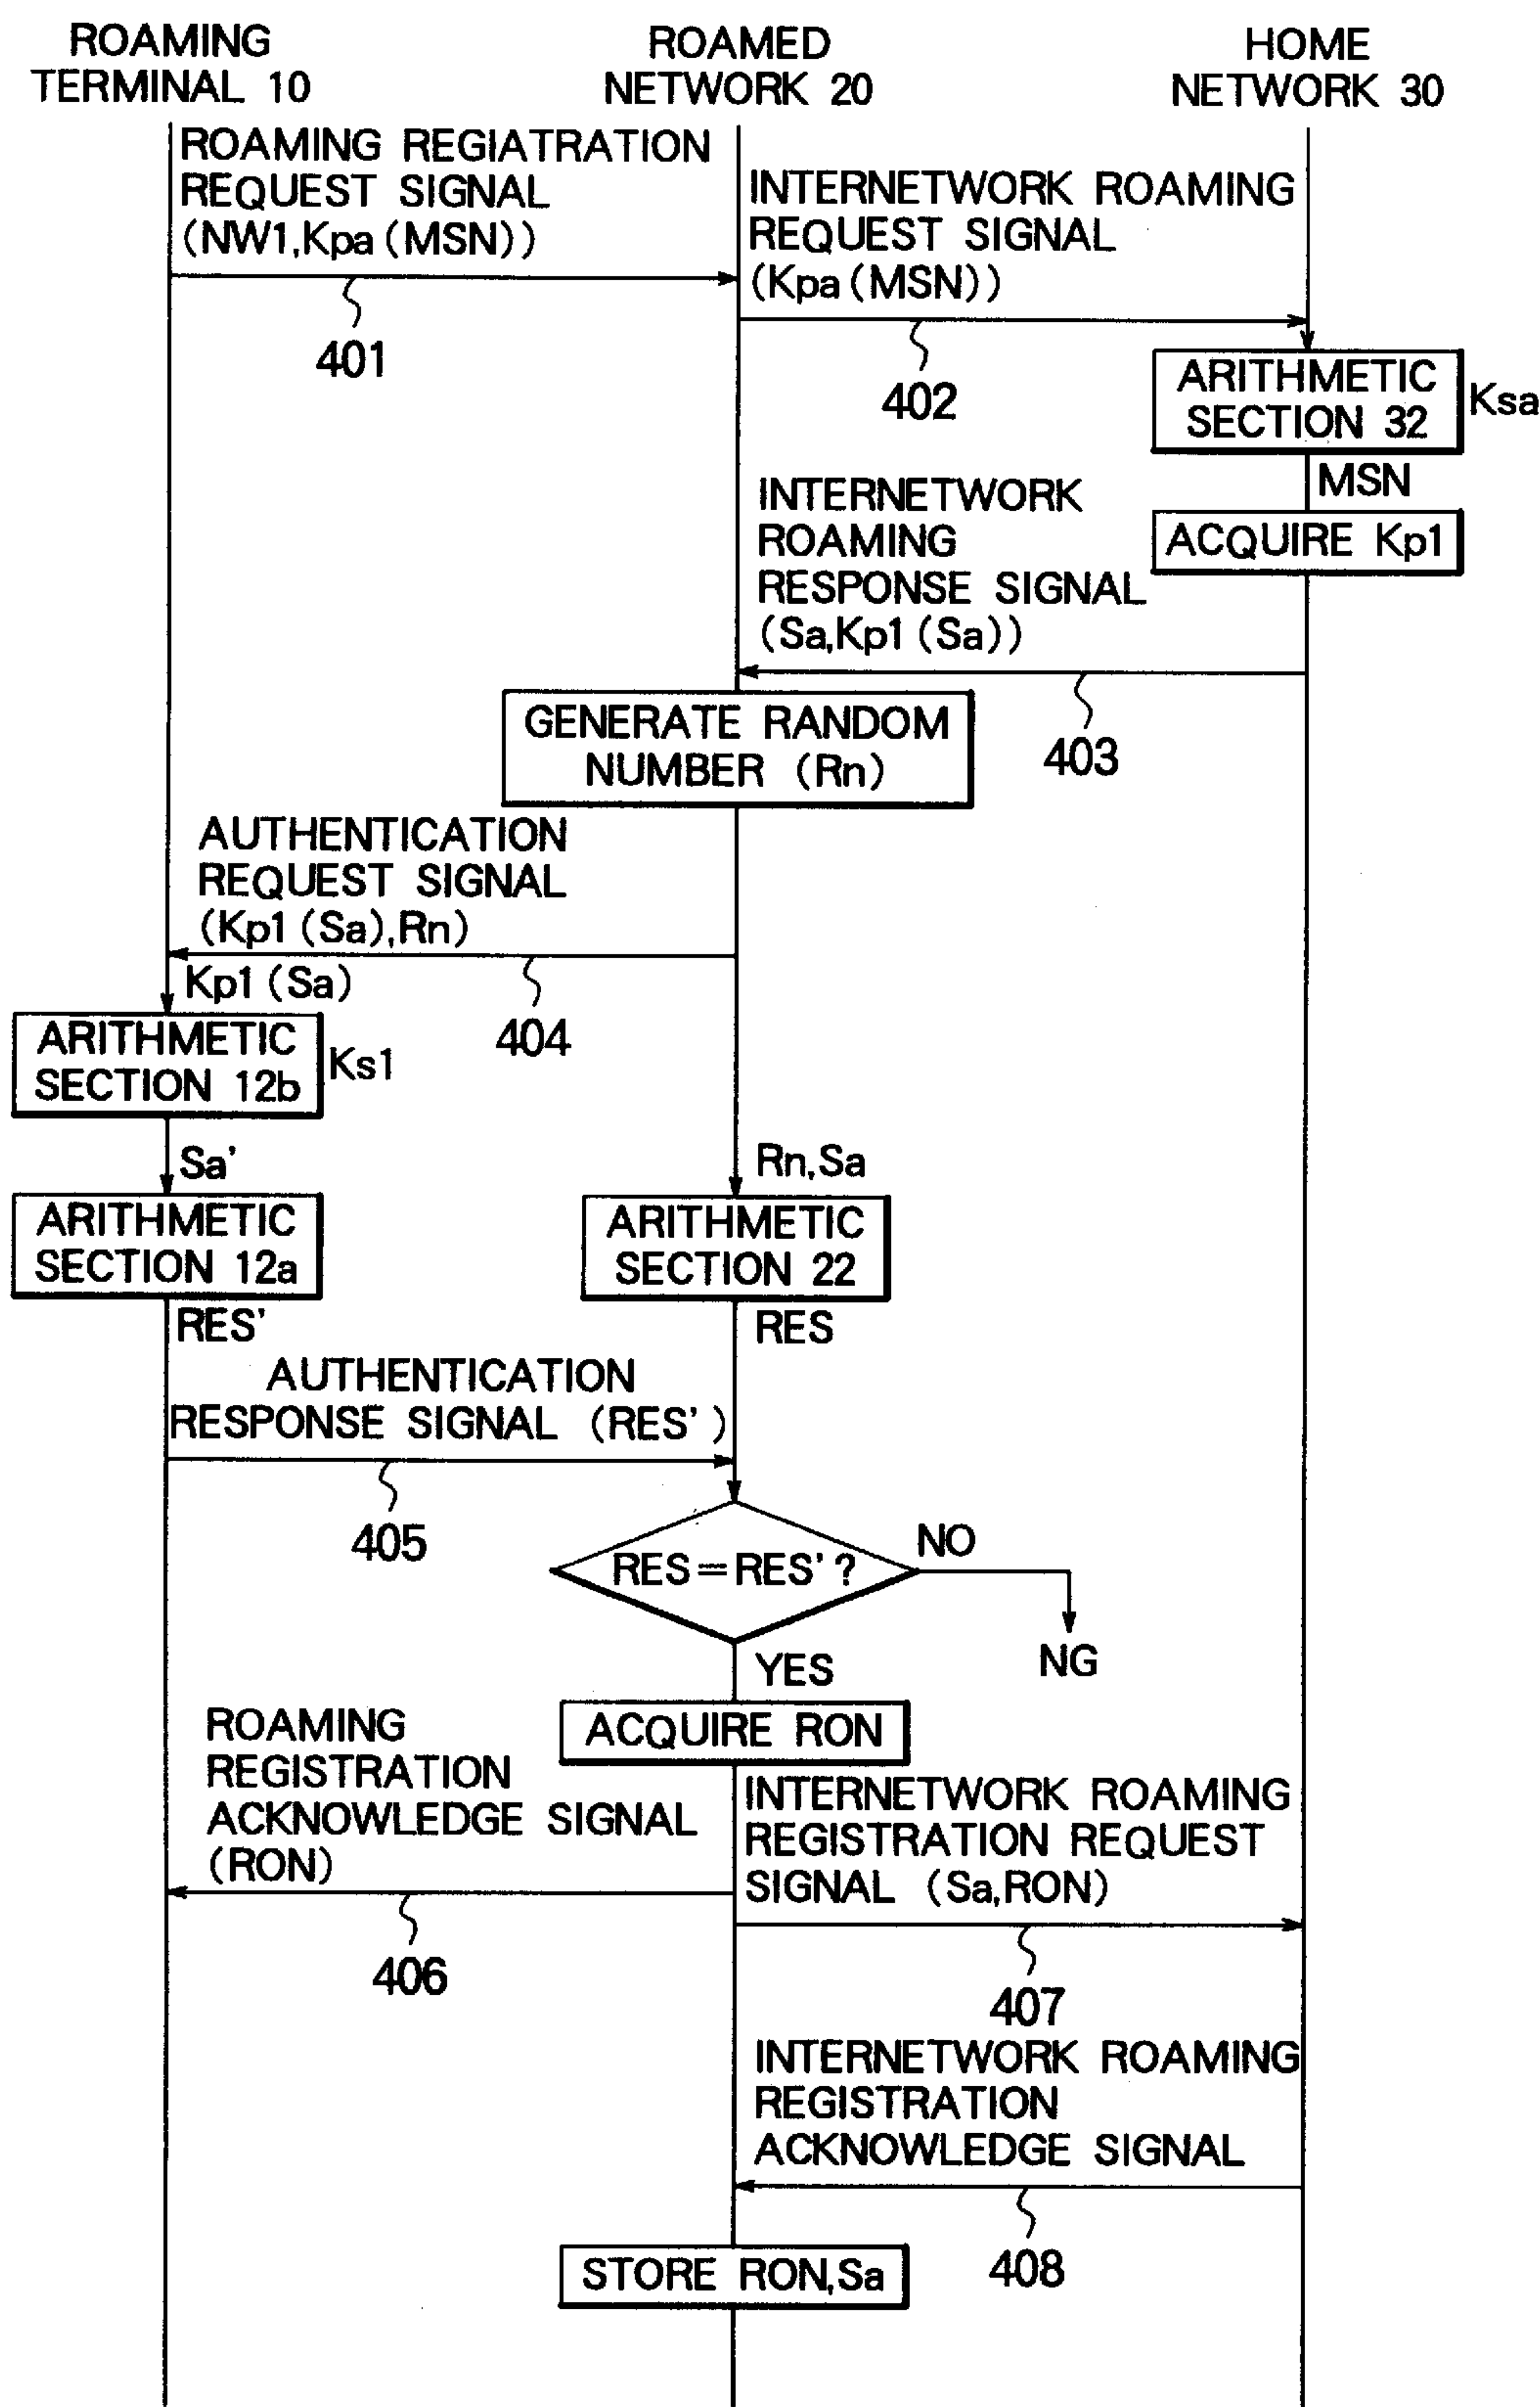 ROAMING
TERMINAL 10
ROAMED
NETWORK 20
HOME
NETWORK 30
ROAMING REGIATRATION
REQUEST SIGNAL
(NW1,Kpa (MSN))
401
INTERNETWORK ROAMING
REQUEST SIGNAL
(Kpa (MSN))
402
ARITHMETIC
SECTION 32
Ksa
MSN
ACQUIRE Kp1
INTERNETWORK
ROAMING
RESPONSE SIGNAL
(Sa,Kp1 (Sa))
403
GENERATE RANDOM
NUMBER (Rn)
AUTHENTICATION
REQUEST SIGNAL
(Kp1 (Sa),Rn)
404
Kp1 (Sa)
ARITHMETIC
SECTION 12b
Ks1
Sa'
ARITHMETIC
SECTION 12a
RES'
Rn,Sa
ARITHMETIC
SECTION 22
RES
AUTHENTICATION
RESPONSE SIGNAL (RES')
405
RES=RES'?
NO
NG
YES
ACQUIRE RON
ROAMING
REGISTRATION
ACKNOWLEDGE SIGNAL
(RON)
406
INTERNETWORK ROAMING
REGISTRATION REQUEST
SIGNAL (Sa,RON)
407
INTERNETWORK ROAMING
REGISTRATION
ACKNOWLEDGE SIGNAL
408
STORE RON,Sa